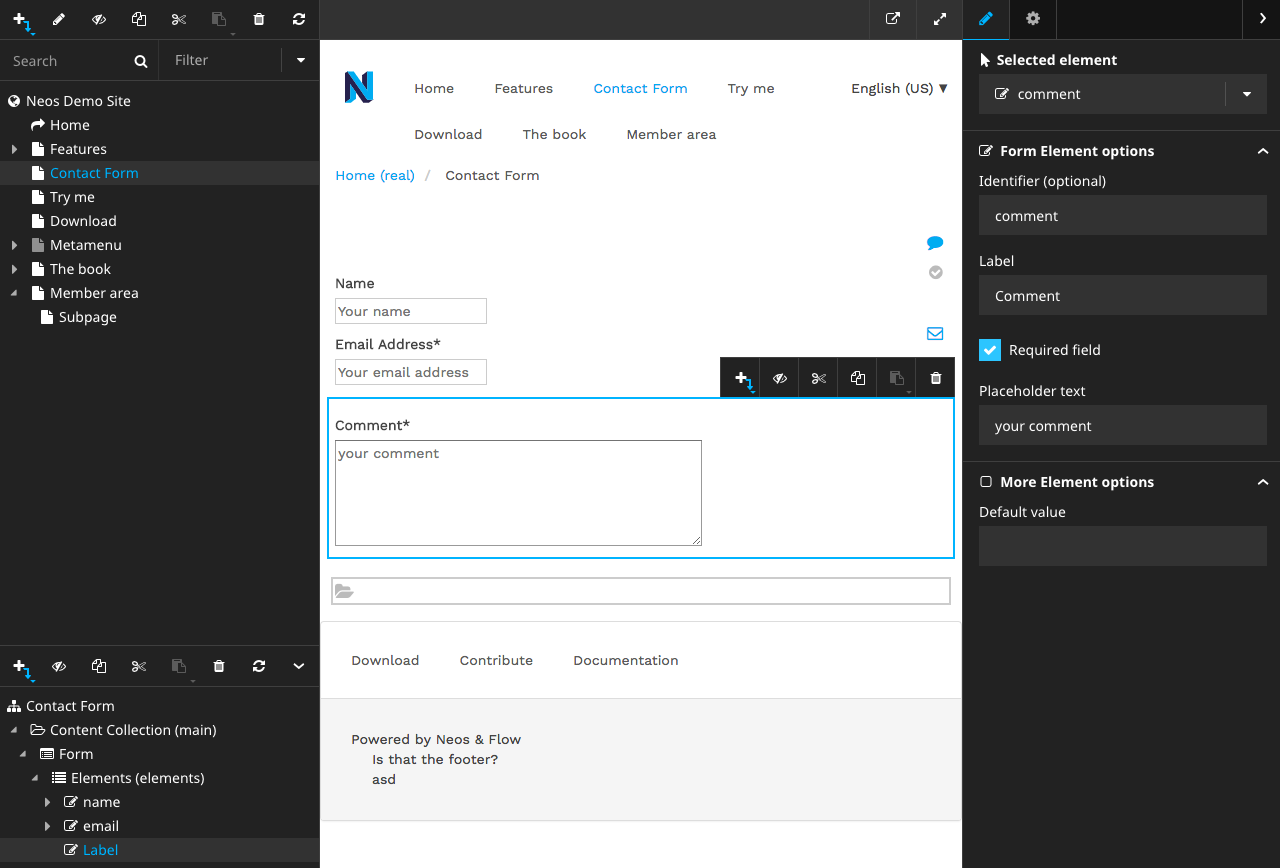 Search
Filter
Neos Demo Site
Home
Features
Contact Form
Try me
Download
Metamenu
The book
Member area
Subpage
Contact Form
Content Collection (main)
Form
Elements (elements)
name
email
Label
Home Features Contact Form Try me English (US) ▼
Download The book Member area
Home (real) / Contact Form
Name
Your name
Email Address*
Your email address
Comment*
your comment
Download Contribute Documentation
Powered by Neos & Flow
Is that the footer?
asd
Selected element
comment
Form Element options
Identifier (optional)
comment
Label
Comment
Required field
Placeholder text
your comment
More Element options
Default value